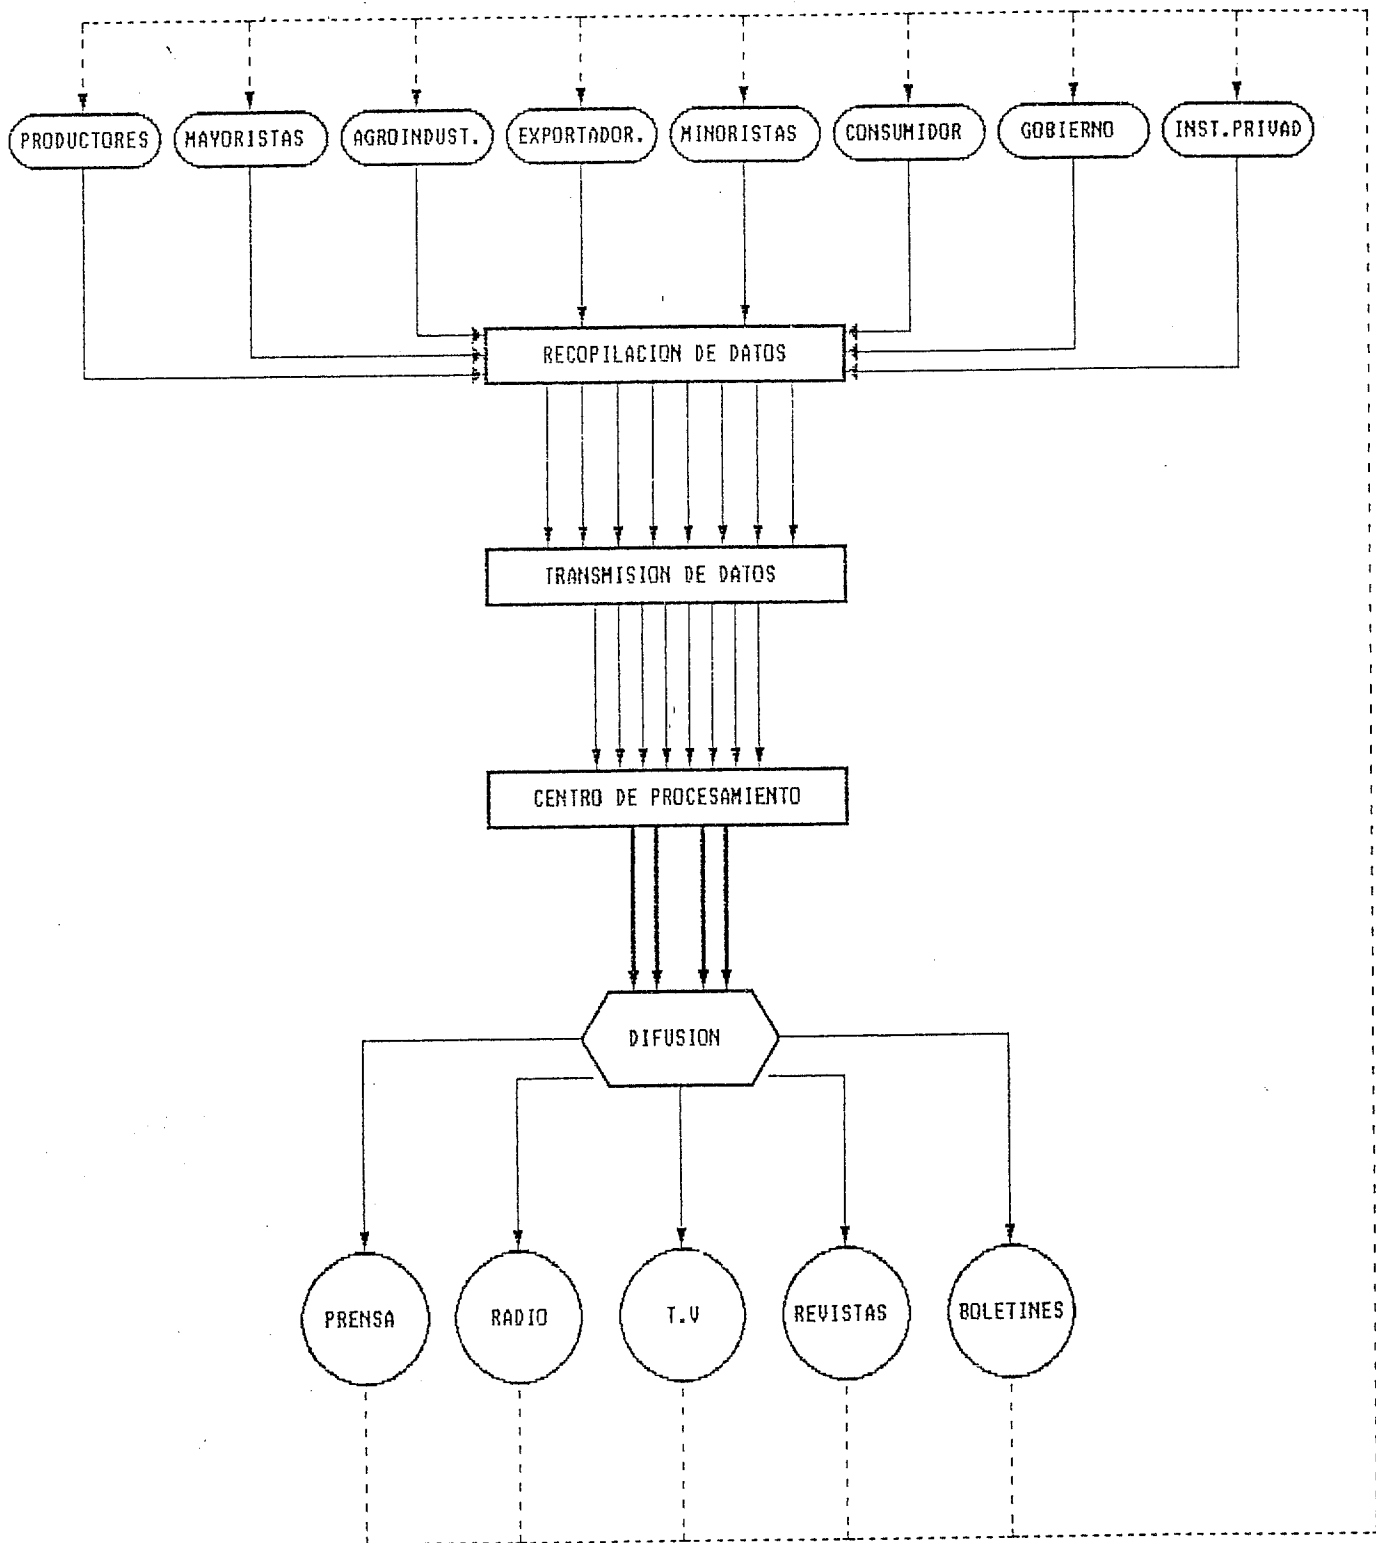 PRODUCTORES
MAYORISTAS
AGROINDUST.
EXPORTADOR.
MINORISTAS
CONSUMIDOR
GOBIERNO
INST.PRIVAD
RECOPILACION DE DATOS
TRANSMISION DE DATOS
CENTRO DE PROCESAMIENTO
DIFUSION
PRENSA
RADIO
T.V
REVISTAS
BOLETINES